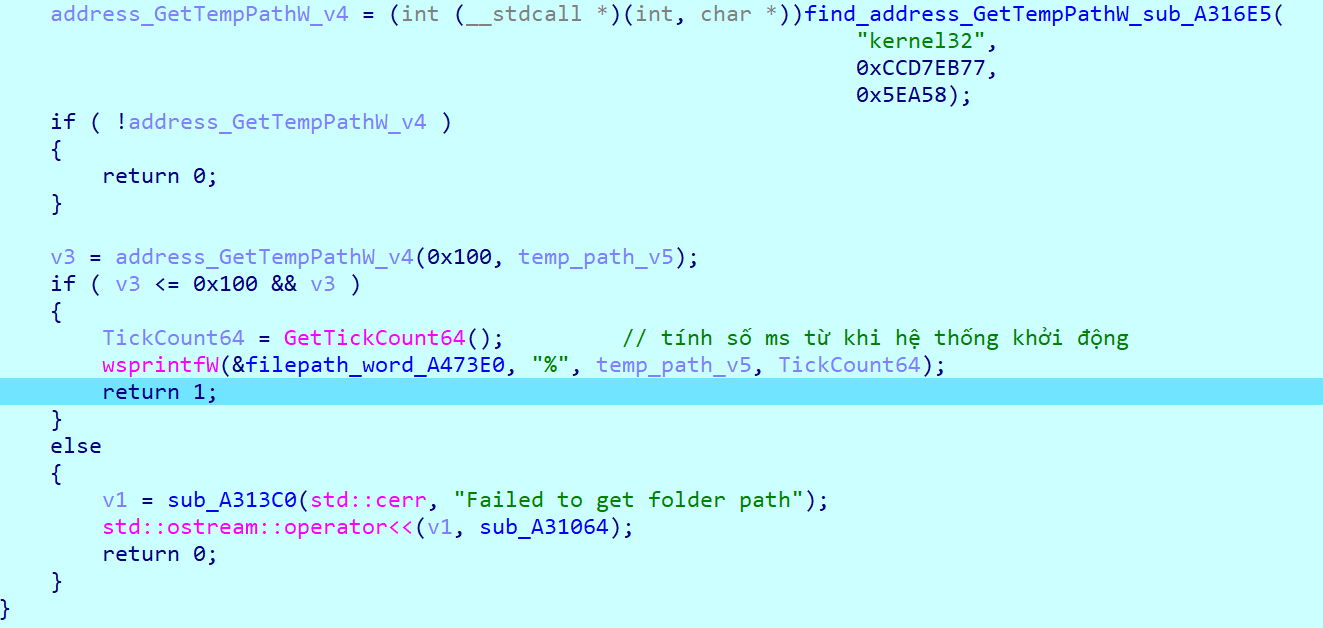 address_GetTempPathW_v4 = (int (__stdcall *)(int, char *))find_address_GetTempPathW_sub_A316E5(
"kernel32",
0xCCD7EB77,
0x5EA58);
if ( !address_GetTempPathW_v4 )
{
return 0;
}
v3 = address_GetTempPathW_v4(0x100, temp_path_v5);
if ( v3 <= 0x100 && v3 )
{
TickCount64 = GetTickCount64(); // tính số ms từ khi hệ thống khởi động
wsprintfW(&filepath_word_A473E0, "%", temp_path_v5, TickCount64);
return 1;
}
else
{
v1 = sub_A313C0(std::cerr, "Failed to get folder path");
std::ostream::operator<<(v1, sub_A31064);
return 0;
}
}